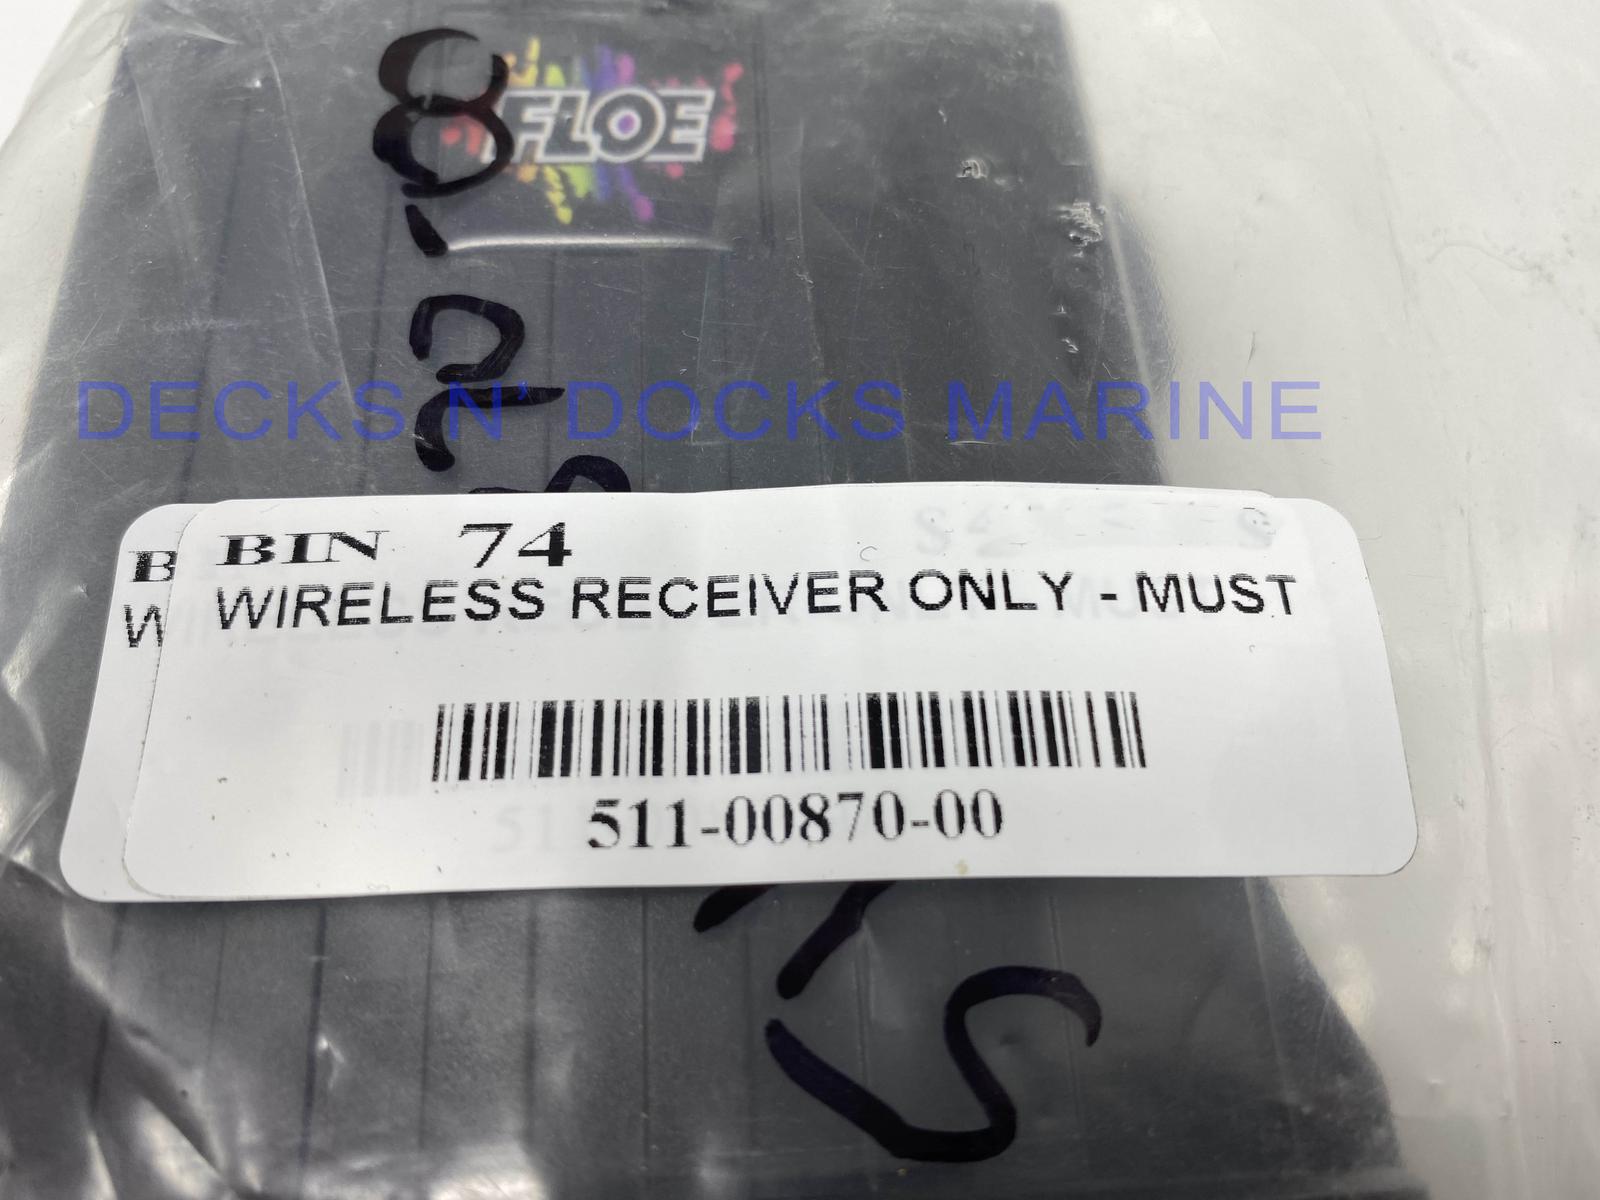 FLOE
DECKS N' DOCKS MARINE
BIN 74
WIRELESS RECEIVER ONLY - MUST
511-00870-00